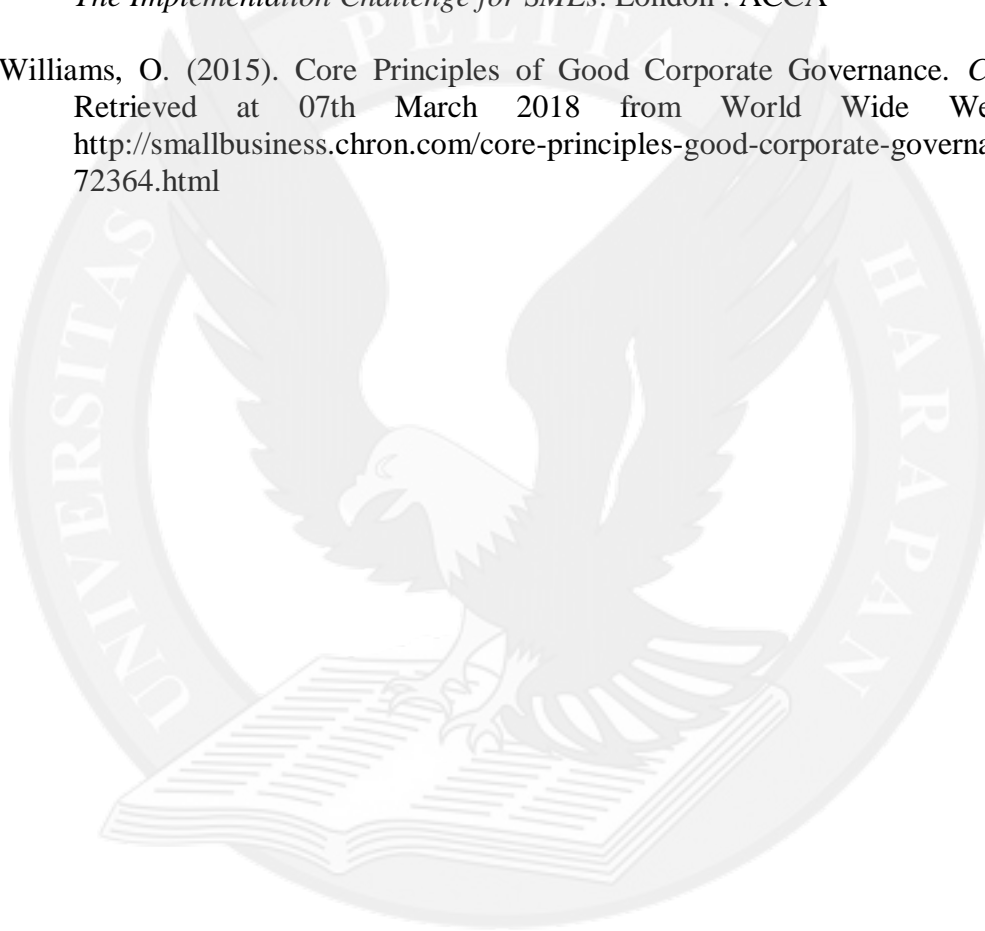 The Implementation Challenge for SMEs. London : ACCA
Williams, O. (2015). Core Principles of Good Corporate Governance. C
Retrieved at 07th March 2018 from World Wide We
http://smallbusiness.chron.com/core-principles-good-corporate-governa
72364.html
PELITA
UNIVERSITAS
HARAPAN